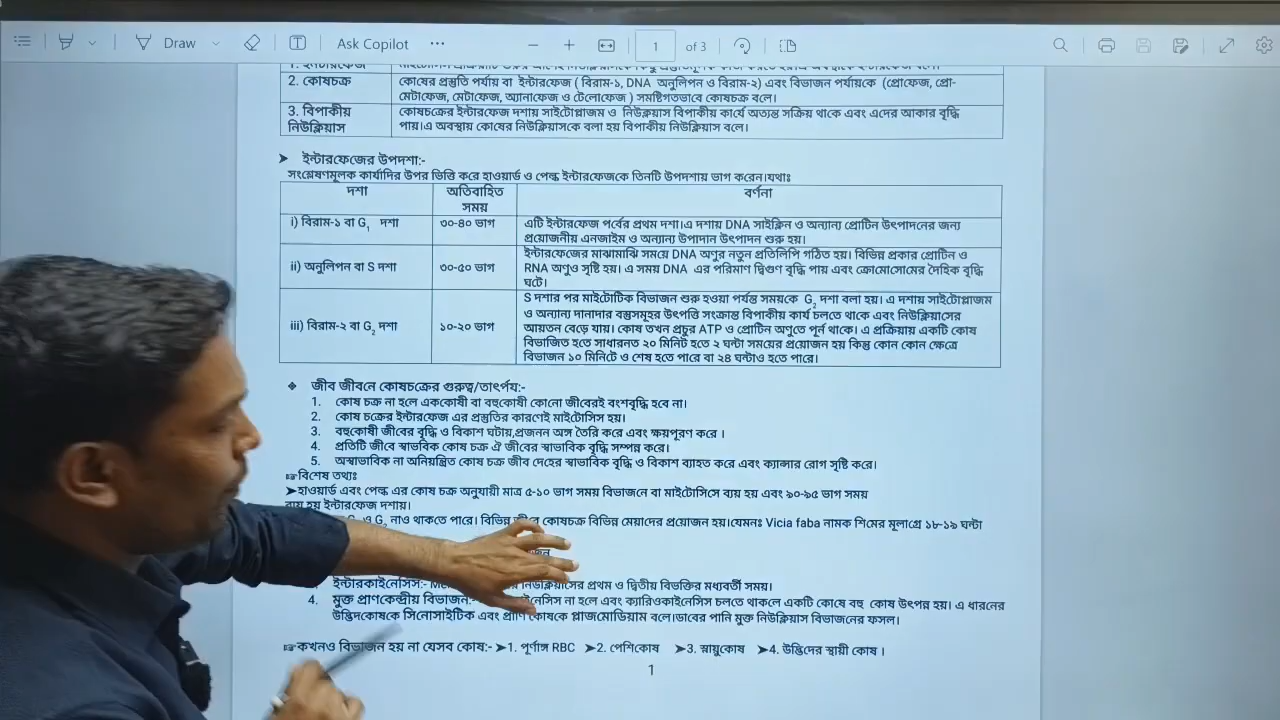 Draw
Ask Copilot
1 of 3
2. কোষচক্র
কোষের প্রস্তুতি পর্যায় বা ইন্টারফেজ ( বিরাম-১, DNA অনুলিপন ও বিরাম-২) এবং বিভাজন পর্যায়কে (প্রোফেজ, প্রো-
মেটাফেজ, মেটাফেজ, অ্যানাফেজ ও টেলোফেজ ) সমষ্টিগতভাবে কোষচক্র বলে।
3. বিপাকীয়
নিউক্লিয়াস
কোষচক্রের ইন্টারফেজ দশায় সাইটোপ্লাজম ও নিউক্লিয়াস বিপাকীয় কার্যে অত্যন্ত সক্রিয় থাকে এবং এদের আকার বৃদ্ধি
পায়।এ অবস্থায় কোষের নিউক্লিয়াসকে বলা হয় বিপাকীয় নিউক্লিয়াস বলে।
➤ ইন্টারফেজের উপদশা:-
সংশ্লেষণমূলক কার্যাদির উপর ভিত্তি করে হাওয়ার্ড ও পেল্ক ইন্টারফেজকে তিনটি উপদশায় ভাগ করেন।যথাঃ
দশা
অতিবাহিত
সময়
বর্ণনা
i) বিরাম-১ বা G₁ দশা
৩০-৪০ ভাগ
এটি ইন্টারফেজ পর্বের প্রথম দশা।এ দশায় DNA সাইক্লিন ও অন্যান্য প্রোটিন উৎপাদনের জন্য
প্রয়োজনীয় এনজাইম ও অন্যান্য উপাদান উৎপাদন শুরু হয়।
ii) অনুলিপন বা S দশা
৩০-৫০ ভাগ
ইন্টারফেজের মাঝামাঝি সময়ে DNA অণুর নতুন প্রতিলিপি গঠিত হয়। বিভিন্ন প্রকার প্রোটিন ও
RNA অণুও সৃষ্টি হয়। এ সময় DNA এর পরিমাণ দ্বিগুণ বৃদ্ধি পায় এবং ক্রোমোসোমের দৈহিক বৃদ্ধি
ঘটে।
iii) বিরাম-২ বা G₂ দশা
১০-২০ ভাগ
S দশার পর মাইটোটিক বিভাজন শুরু হওয়া পর্যন্ত সময়কে G₂ দশা বলা হয়। এ দশায় সাইটোপ্লাজম
ও অন্যান্য দানাদার বস্তুসমূহের উৎপত্তি সংক্রান্ত বিপাকীয় কার্য চলতে থাকে এবং নিউক্লিয়াসের
আয়তন বেড়ে যায়। কোষ তখন প্রচুর ATP ও প্রোটিন অণুতে পূর্ন থাকে। এ প্রক্রিয়ায় একটি কোষ
বিভাজিত হতে সাধারনত ২০ মিনিট হতে ২ ঘন্টা সময়ের প্রয়োজন হয় কিন্তু কোন কোন ক্ষেত্রে
বিভাজন ১০ মিনিটে ও শেষ হতে পারে বা ২৪ ঘন্টাও হতে পারে।
❖ জীব জীবনে কোষচক্রের গুরুত্ব/তাৎর্পয:-
1. কোষ চক্র না হলে এককোষী বা বহুকোষী কোনো জীবেরই বংশবৃদ্ধি হবে না।
2. কোষ চক্রের ইন্টারফেজ এর প্রস্তুতির কারণেই মাইটোসিস হয়।
3. বহুকোষী জীবের বৃদ্ধি ও বিকাশ ঘটায়,প্রজনন অঙ্গ তৈরি করে এবং ক্ষয়পূরণ করে ।
4. প্রতিটি জীবে স্বাভবিক কোষ চক্র ঐ জীবের স্বাভাবিক বৃদ্ধি সম্পন্ন করে।
5. অস্বাভাবিক না অনিয়ন্ত্রিত কোষ চক্র জীব দেহের স্বাভাবিক বৃদ্ধি ও বিকাশ ব্যাহত করে এবং ক্যান্সার রোগ সৃষ্টি করে।
☞বিশেষ তথ্যঃ
➤হাওয়ার্ড এবং পেল্ক এর কোষ চক্র অনুযায়ী মাত্র ৫-১০ ভাগ সময় বিভাজনে বা মাইটোসিসে ব্যয় হয় এবং ৯০-৯৫ ভাগ সময়
ব্যয় হয় ইন্টারফেজ দশায়।
ও G₂ নাও থাকতে পারে। বিভিন্ন জীবে কোষচক্র বিভিন্ন মেয়াদের প্রয়োজন হয়।যেমনঃ Vicia faba নামক শিমের মূলাগ্রে ১৮-১৯ ঘন্টা
ইন্টারকাইনেসিস:- নিউক্লিয়াসের প্রথম ও দ্বিতীয় বিভক্তির মধ্যবর্তী সময়।
4. মুক্ত প্রাণকেন্দ্রীয় বিভাজন:- না হলে এবং ক্যারিওকাইনেসিস চলতে থাকলে একটি কোষে বহু কোষ উৎপন্ন হয়। এ ধারনের
উদ্ভিদকোষকে সিনোসাইটিক এবং প্রাণি কোষকে প্লাজমোডিয়াম বলে।ডাবের পানি মুক্ত নিউক্লিয়াস বিভাজনের ফসল।
☞কখনও বিভাজন হয় না যেসব কোষ:- ➤1. পূর্ণাঙ্গ RBC ➤2. পেশিকোষ ➤3. স্নায়ুকোষ ➤4. উদ্ভিদের স্থায়ী কোষ ।
1